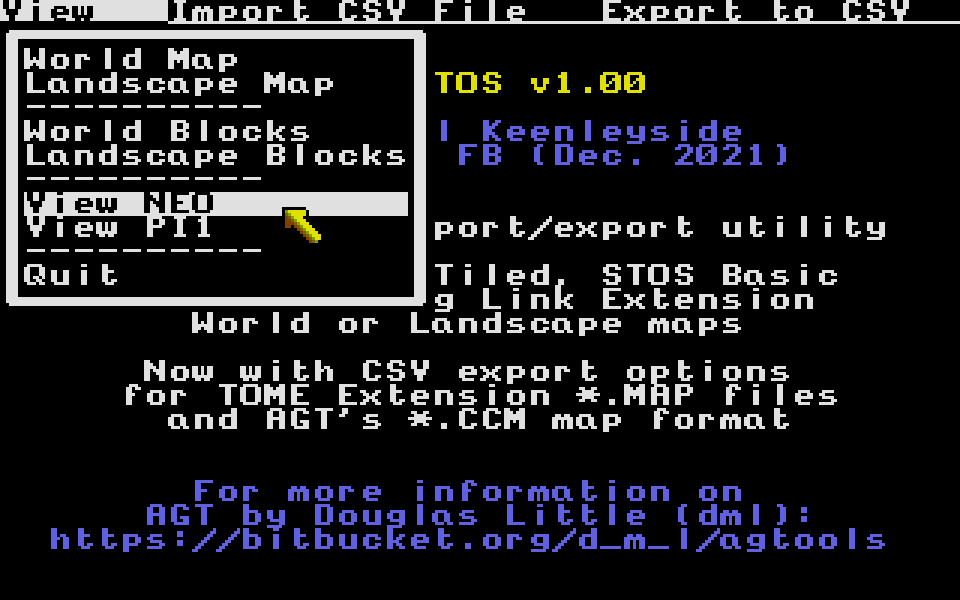 View Import CSV File Export to CSV
World Map
Landscape Map
----------
World Blocks
Landscape Blocks
----------
View NEO
View PI1
----------
Quit
TOS v1.00
Keenleyside
FB (Dec. 2021)
port/export utility
Tiled, STOS Basic
g Link Extension
World or Landscape maps
Now with CSV export options
for TOME Extension *.MAP files
and AGT's *.CCM map format
For more information on
AGT by Douglas Little (dml):
https://bitbucket.org/d_m_l/agtools